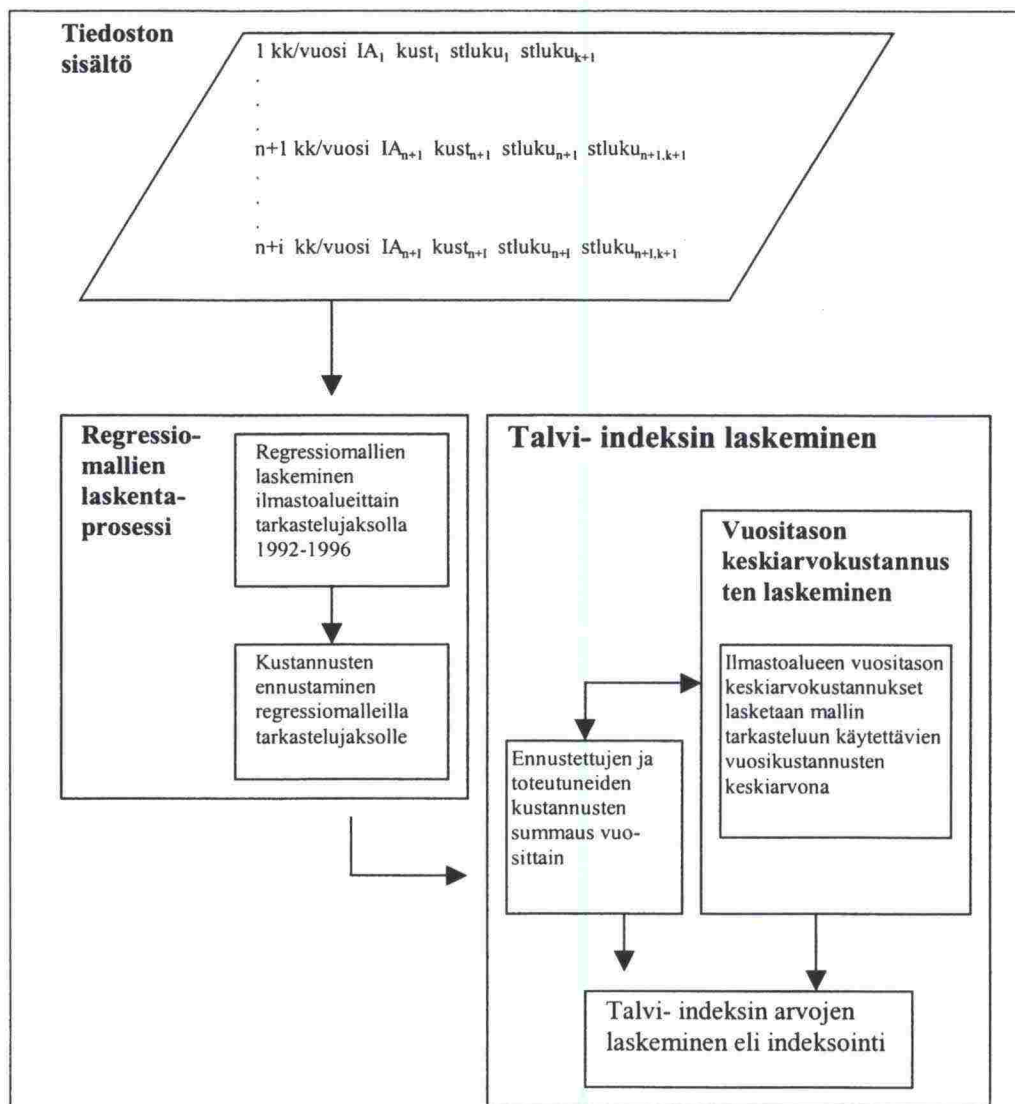 Tiedoston
sisältö
1 kk/vuosi IA₁ kust₁ stluku₁ stlukuₖ₊₁
.
.
.
n+1 kk/vuosi IAₙ₊₁ kustₙ₊₁ stlukuₙ₊₁ stlukuₙ₊₁,ₖ₊₁
.
.
.
n+i kk/vuosi IAₙ₊I kustₙ₊I stlukuₙ₊I stlukuₙ₊I,ₖ₊₁
Regressio-
mallien
laskenta-
prosessi
Regressiomallien
laskeminen
ilmastoalueittain
tarkastelujaksolla
1992-1996
Kustannusten
ennustaminen
regressiomalleilla
tarkastelujaksolle
Talvi- indeksin laskeminen
Vuositason
keskiarvokustannus
ten laskeminen
Ilmastoalueen vuositason
keskiarvokustannukset
lasketaan mallin
tarkasteluun käytettävien
vuosikustannusten
keskiarvona
Ennustettujen ja
toteutuneiden
kustannusten
summaus vuo-
sittain
Talvi- indeksin arvojen
laskeminen eli indeksointi